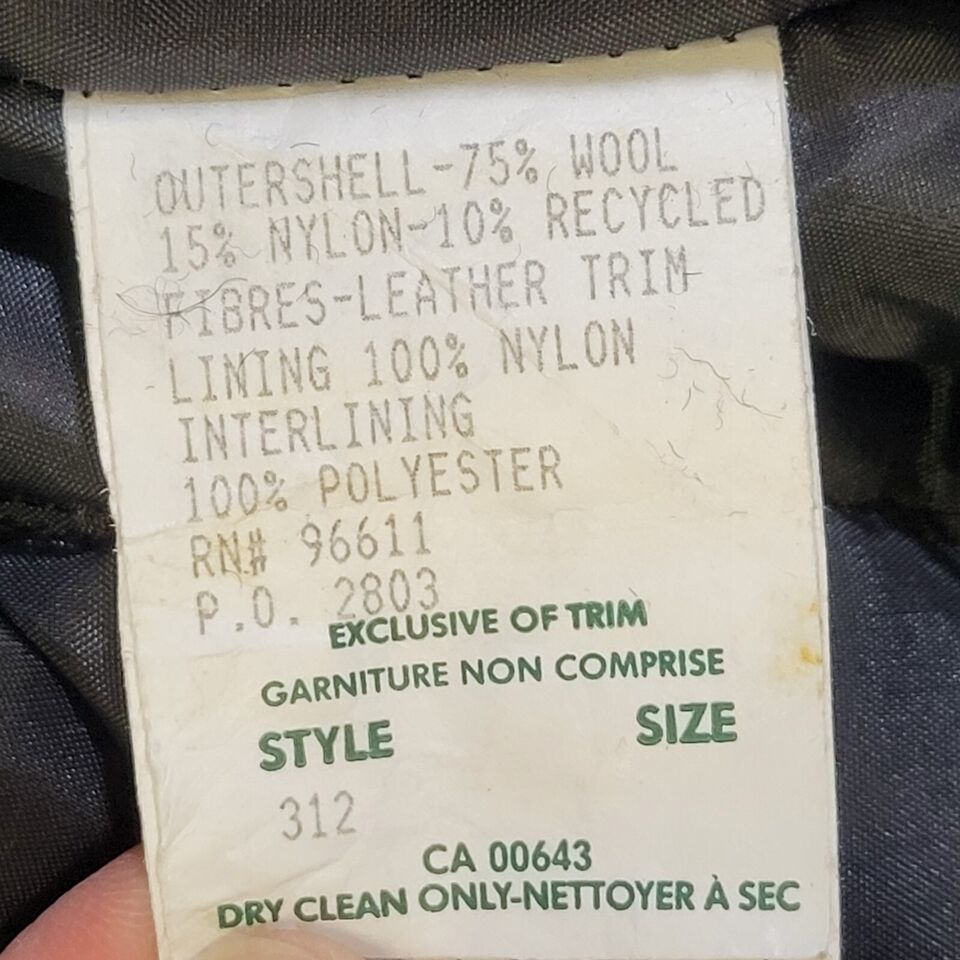 OUTERSHELL-75% WOOL
15% NYLON-10% RECYCLED
FIBRES-LEATHER TRIM
LINING 100% NYLON
INTERLINING
100% POLYESTER
RN# 96611
P.O. 2803
EXCLUSIVE OF TRIM
GARNITURE NON COMPRISE
STYLE SIZE
312
CA 00643
DRY CLEAN ONLY-NETTOYER À SEC